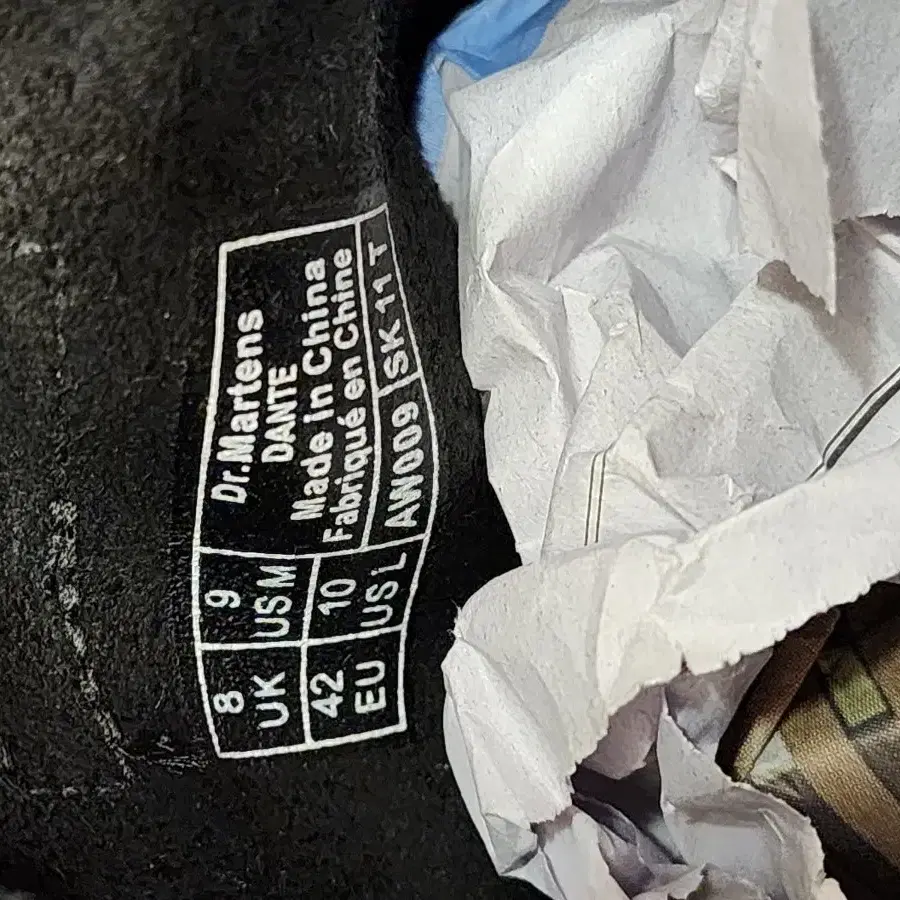 8 UK
9 US M
42 EU
10 US L
Dr.Martens
DANTE
Made in China
Fabriqué en Chine
AW009
SK 11 T